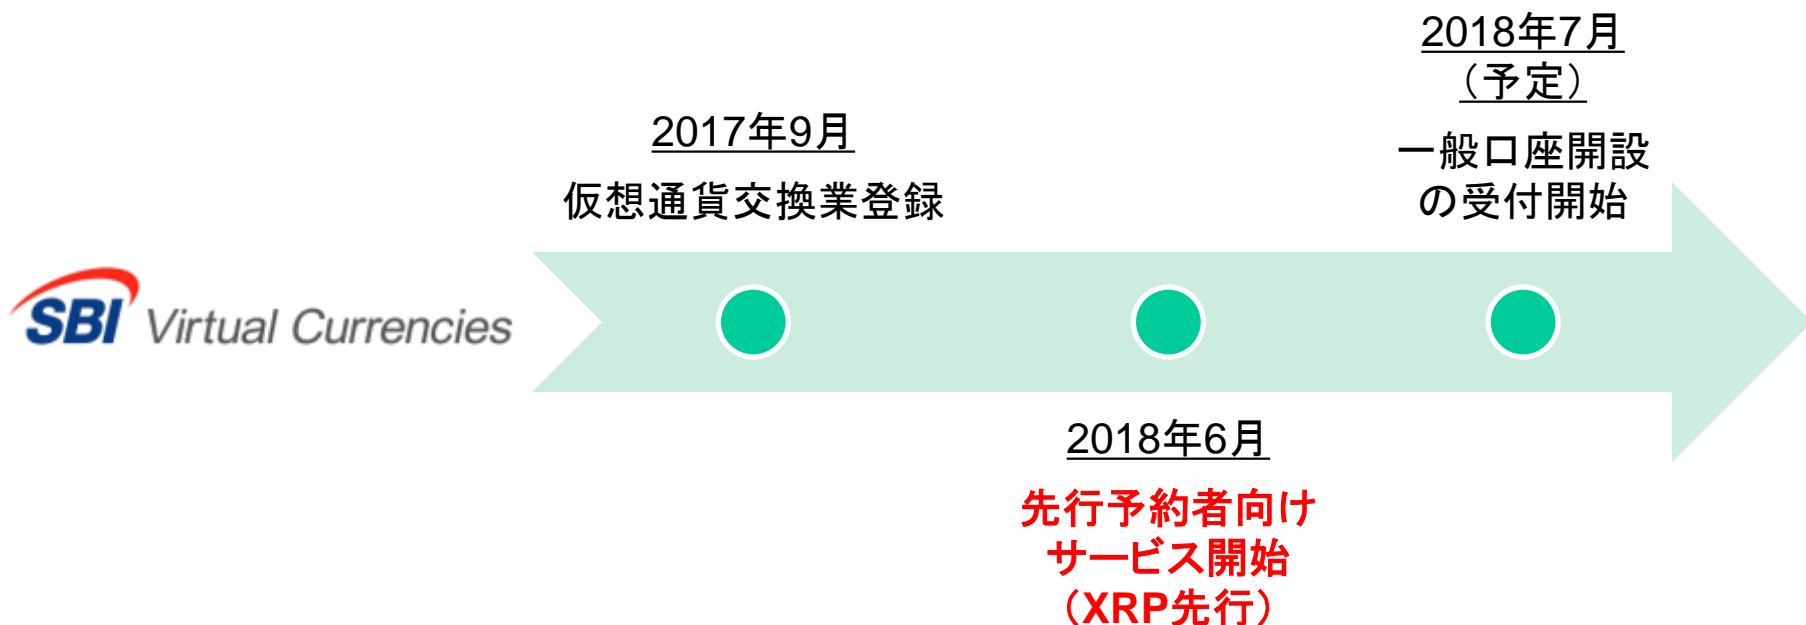 SBI Virtual Currencies
2017年9月
仮想通貨交換業登録
2018年6月
先行予約者向け
サービス開始
（XRP先行）
2018年7月
（予定）
一般口座開設
の受付開始